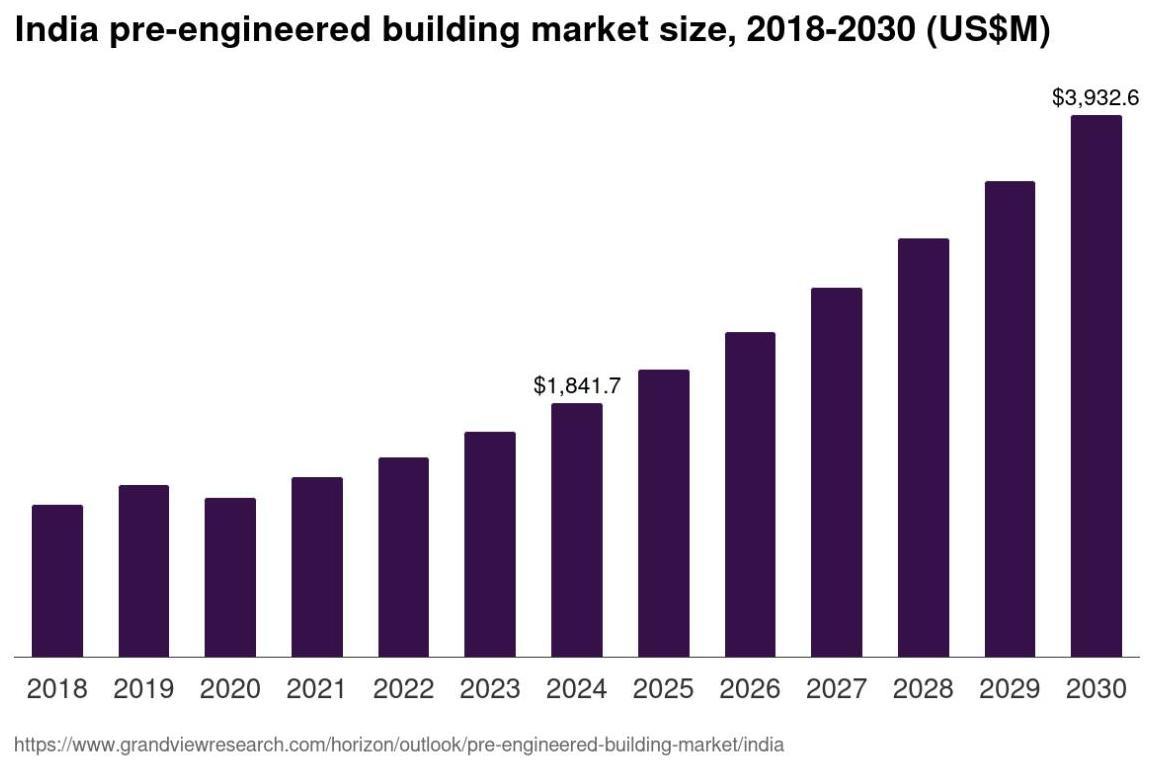 India pre-engineered building market size, 2018-2030 (US$M)
$3,932.6
$1,841.7
2018 2019 2020 2021 2022 2023 2024 2025 2026 2027 2028 2029 2030
https://www.grandviewresearch.com/horizon/outlook/pre-engineered-building-market/india